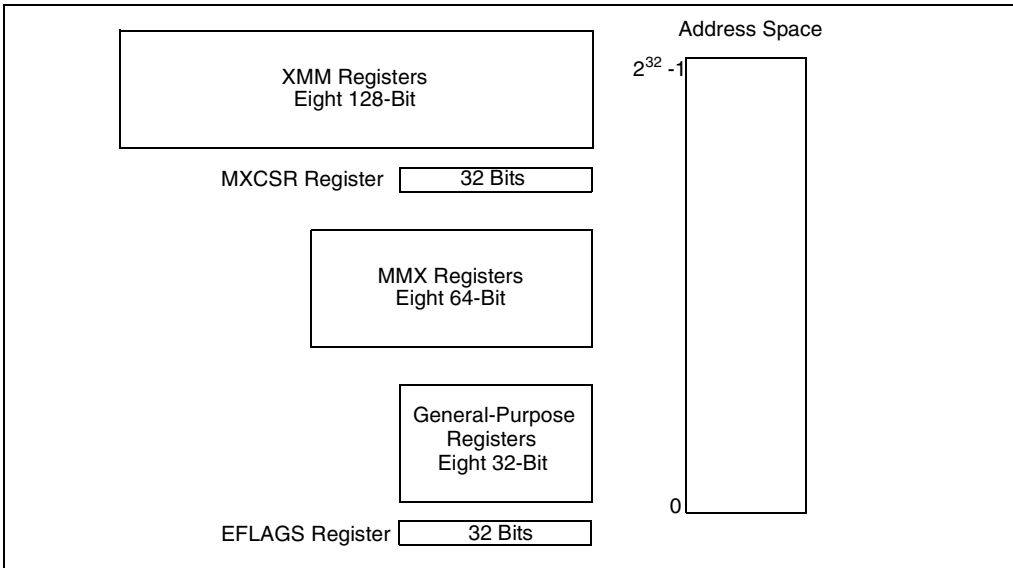 Address Space
2³² -1
XMM Registers
Eight 128-Bit
MXCSR Register
32 Bits
MMX Registers
Eight 64-Bit
General-Purpose
Registers
Eight 32-Bit
0
EFLAGS Register
32 Bits